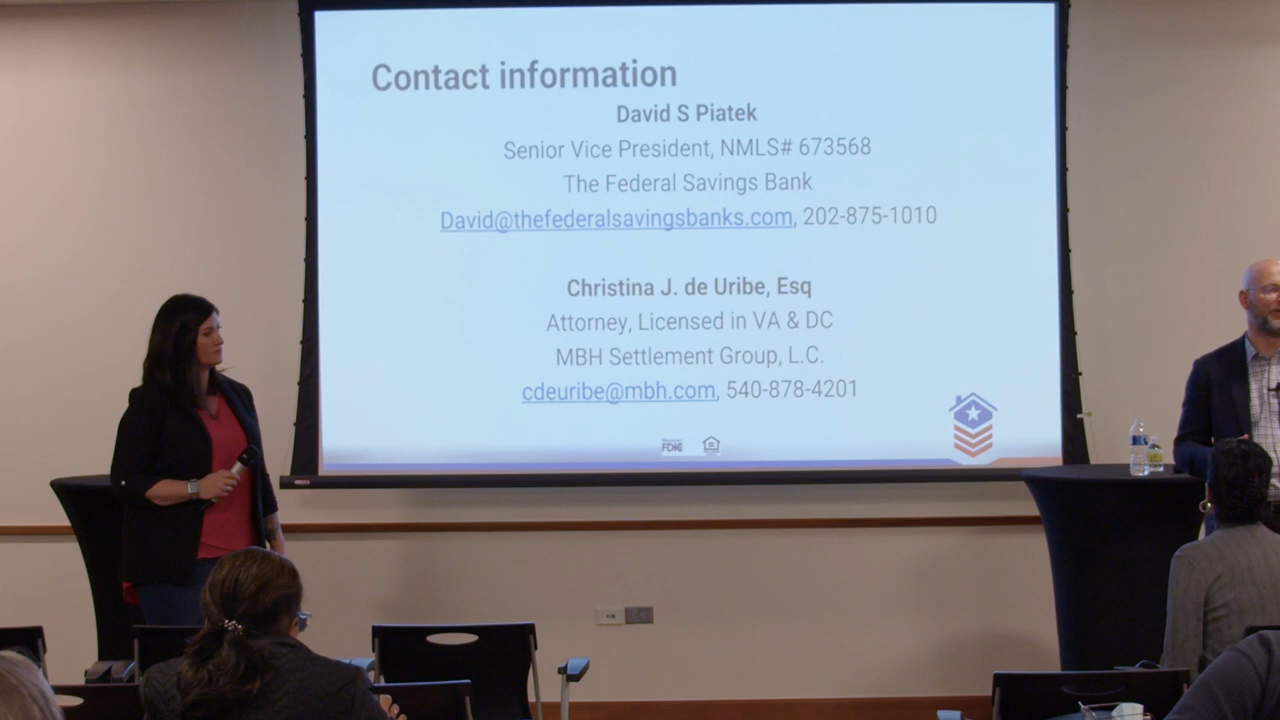 Contact information
David S Piatek
Senior Vice President, NMLS# 673568
The Federal Savings Bank
David@thefederalsavingsbanks.com, 202-875-1010
Christina J. de Uribe, Esq
Attorney, Licensed in VA & DC
MBH Settlement Group, L.C.
cdeuribe@mbh.com, 540-878-4201
FDIC